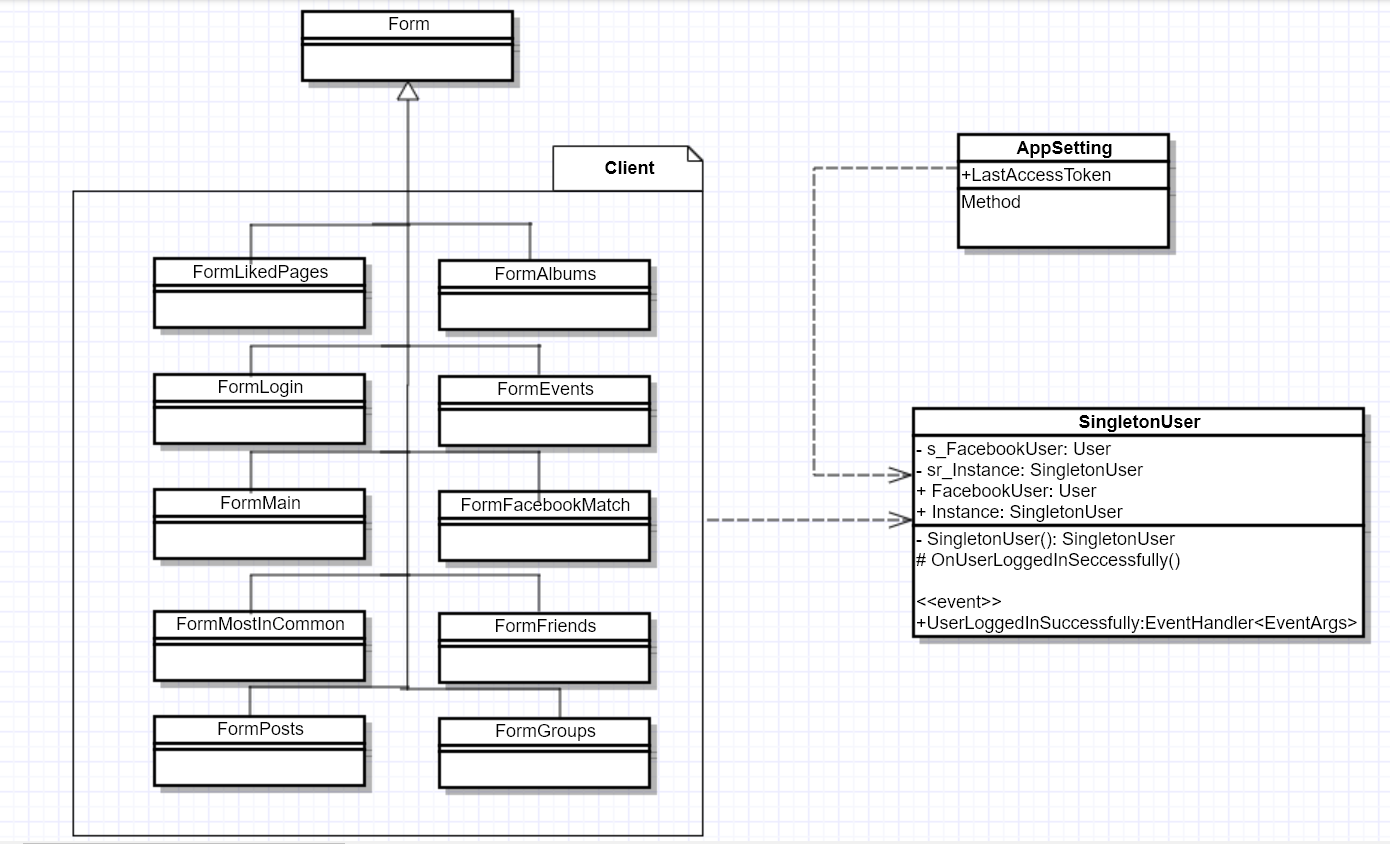 Form
Client
FormLikedPages
FormAlbums
FormLogin
FormEvents
FormMain
FormFacebookMatch
FormMostInCommon
FormFriends
FormPosts
FormGroups
AppSetting
+LastAccessToken
Method
SingletonUser
- s_FacebookUser: User
- sr_Instance: SingletonUser
+ FacebookUser: User
+ Instance: SingletonUser
- SingletonUser(): SingletonUser
# OnUserLoggedInSeccessfully()
<<event>>
+UserLoggedInSuccessfully:EventHandler<EventArgs>